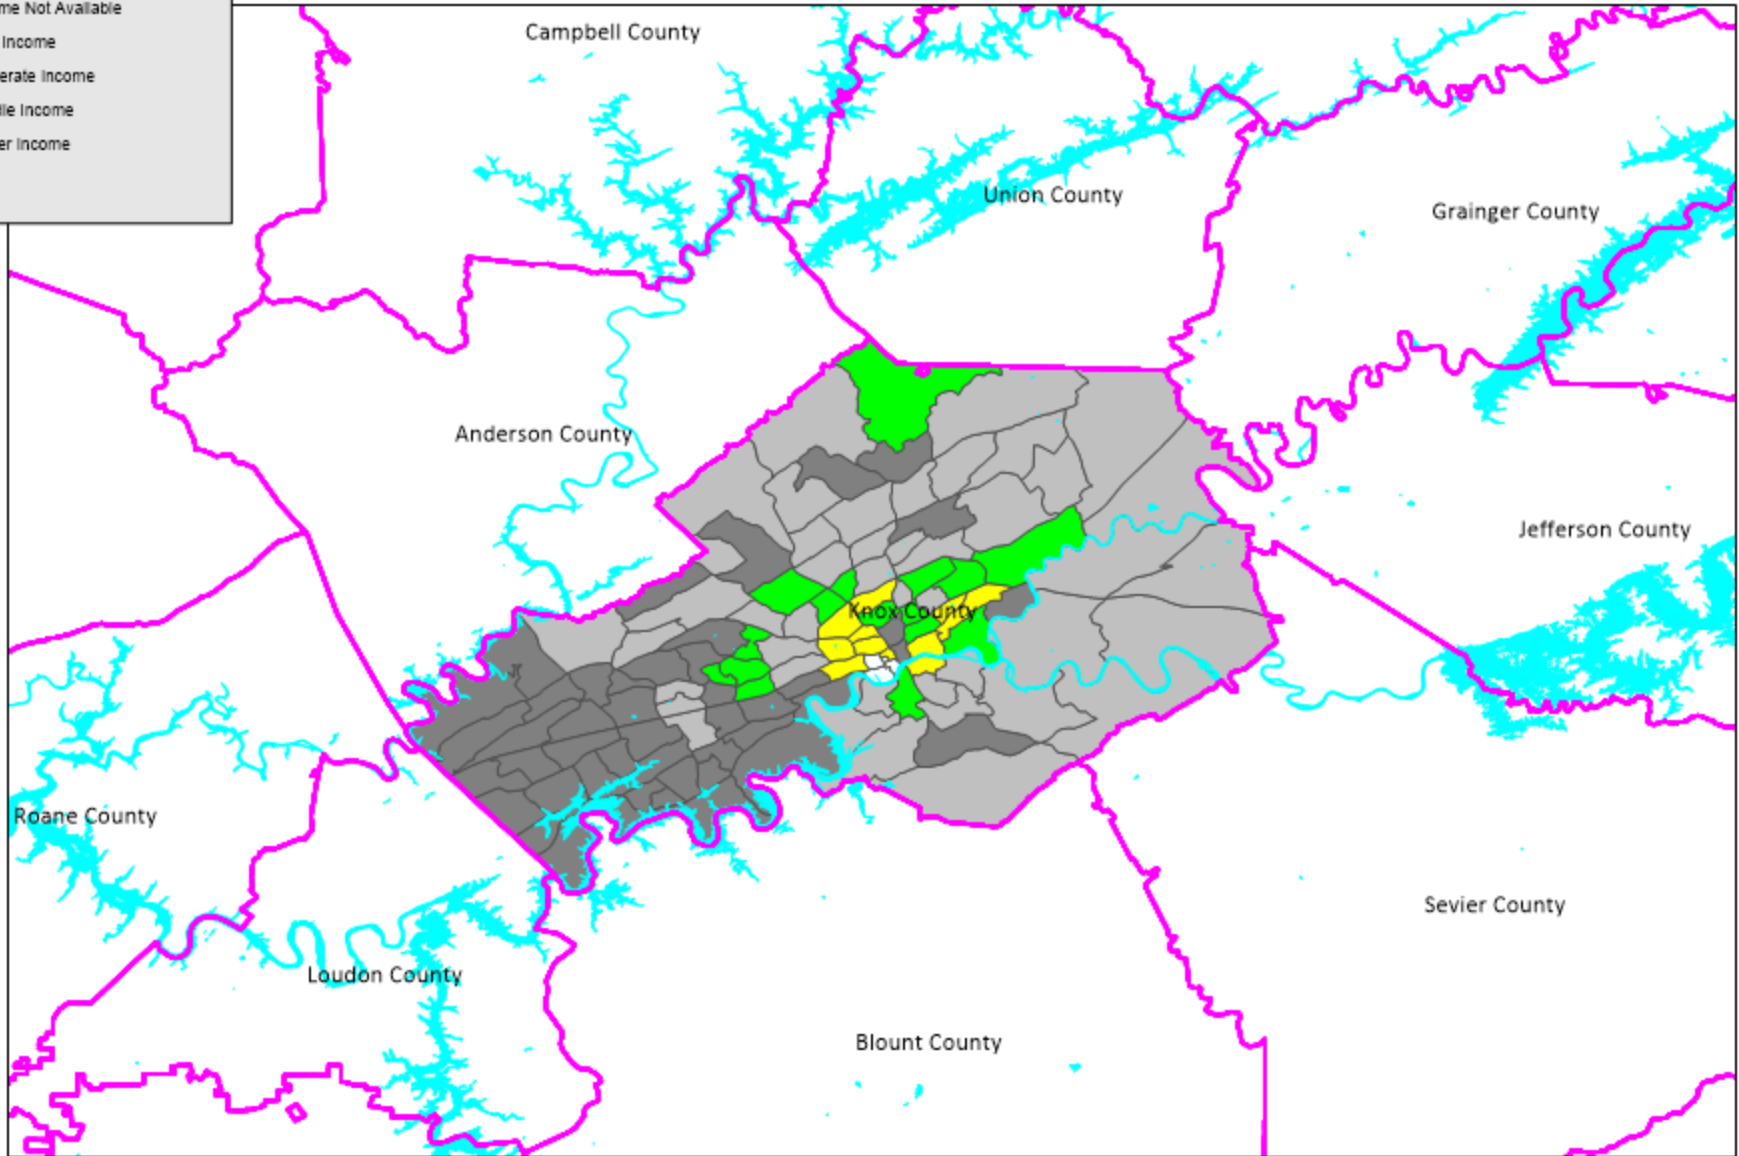 me Not Available
Income
erate Income
le Income
er Income
Campbell County
Union County
Grainger County
Anderson County
Jefferson County
Knox County
Roane County
Sevier County
Loudon County
Blount County